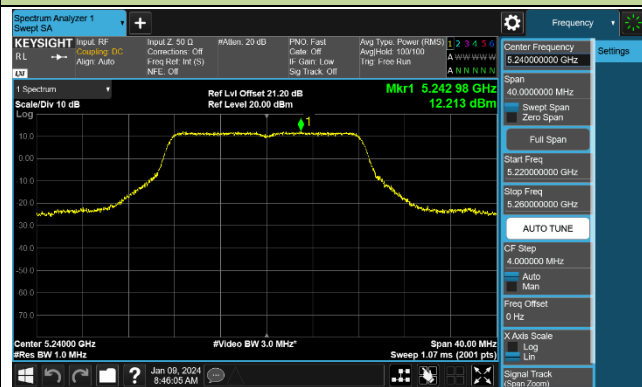 Spectrum Analyzer 1
Swept SA
Frequency
KEYSIGHT
RL
LXI
Input: RF
Coupling: DC
Align: Auto
Input Z: 50 Ω
Corrections: Off
Freq Ref: Int (S)
NFE: Off
#Atten: 20 dB
PNO: Fast
Gate: Off
IF Gain: Low
Sig Track: Off
Avg Type: Power (RMS)
Avg|Hold: 100/100
Trig: Free Run
1 2 3 4 5 6
A W W W W W
A N N N N N
1 Spectrum
Scale/Div 10 dB
Log
Ref Lvl Offset 21.20 dB
Ref Level 20.00 dBm
Mkr1 5.242 98 GHz
12.213 dBm
1
10.0
0.00
10.0
20.0
30.0
40.0
-50.0
-60.0
70.0
Center 5.24000 GHz
#Res BW 1.0 MHz
#Video BW 3.0 MHz*
Span 40.00 MHz
Sweep 1.07 ms (2001 pts)
Center Frequency
5.240000000 GHz
Settings
Span
40.0000000 MHz
Swept Span
Zero Span
Full Span
Start Freq
5.220000000 GHz
Stop Freq
5.260000000 GHz
AUTO TUNE
CF Step
4.000000 MHz
Auto
Man
Freq Offset
0 Hz
X Axis Scale
Log
Lin
Signal Track
(Span Zoom)
?
Jan 09, 2024
8:46:05 AM